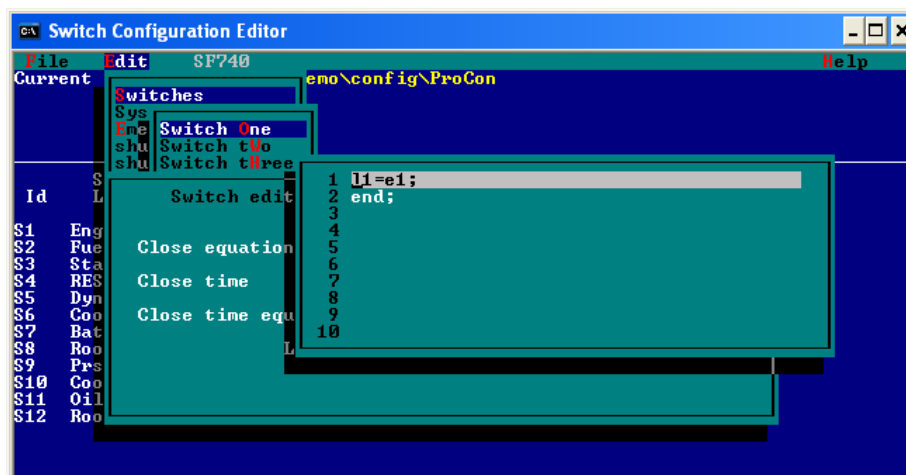 Switch Configuration Editor
File Edit SF740 Help
Current emo\config\ProCon
Switches
Sys
Eme Switch One
shu Switch tWo
shu Switch tHree
1 l1=e1;
2 end;
3
4
5
6
7
8
9
10
S
Id L Switch edit
S1 Eng
S2 Fue Close equation
S3 Sta
S4 RES Close time
S5 Dyn
S6 Coo Close time equ
S7 Bat
S8 Roo L
S9 Prs
S10 Coo
S11 Oil
S12 Roo